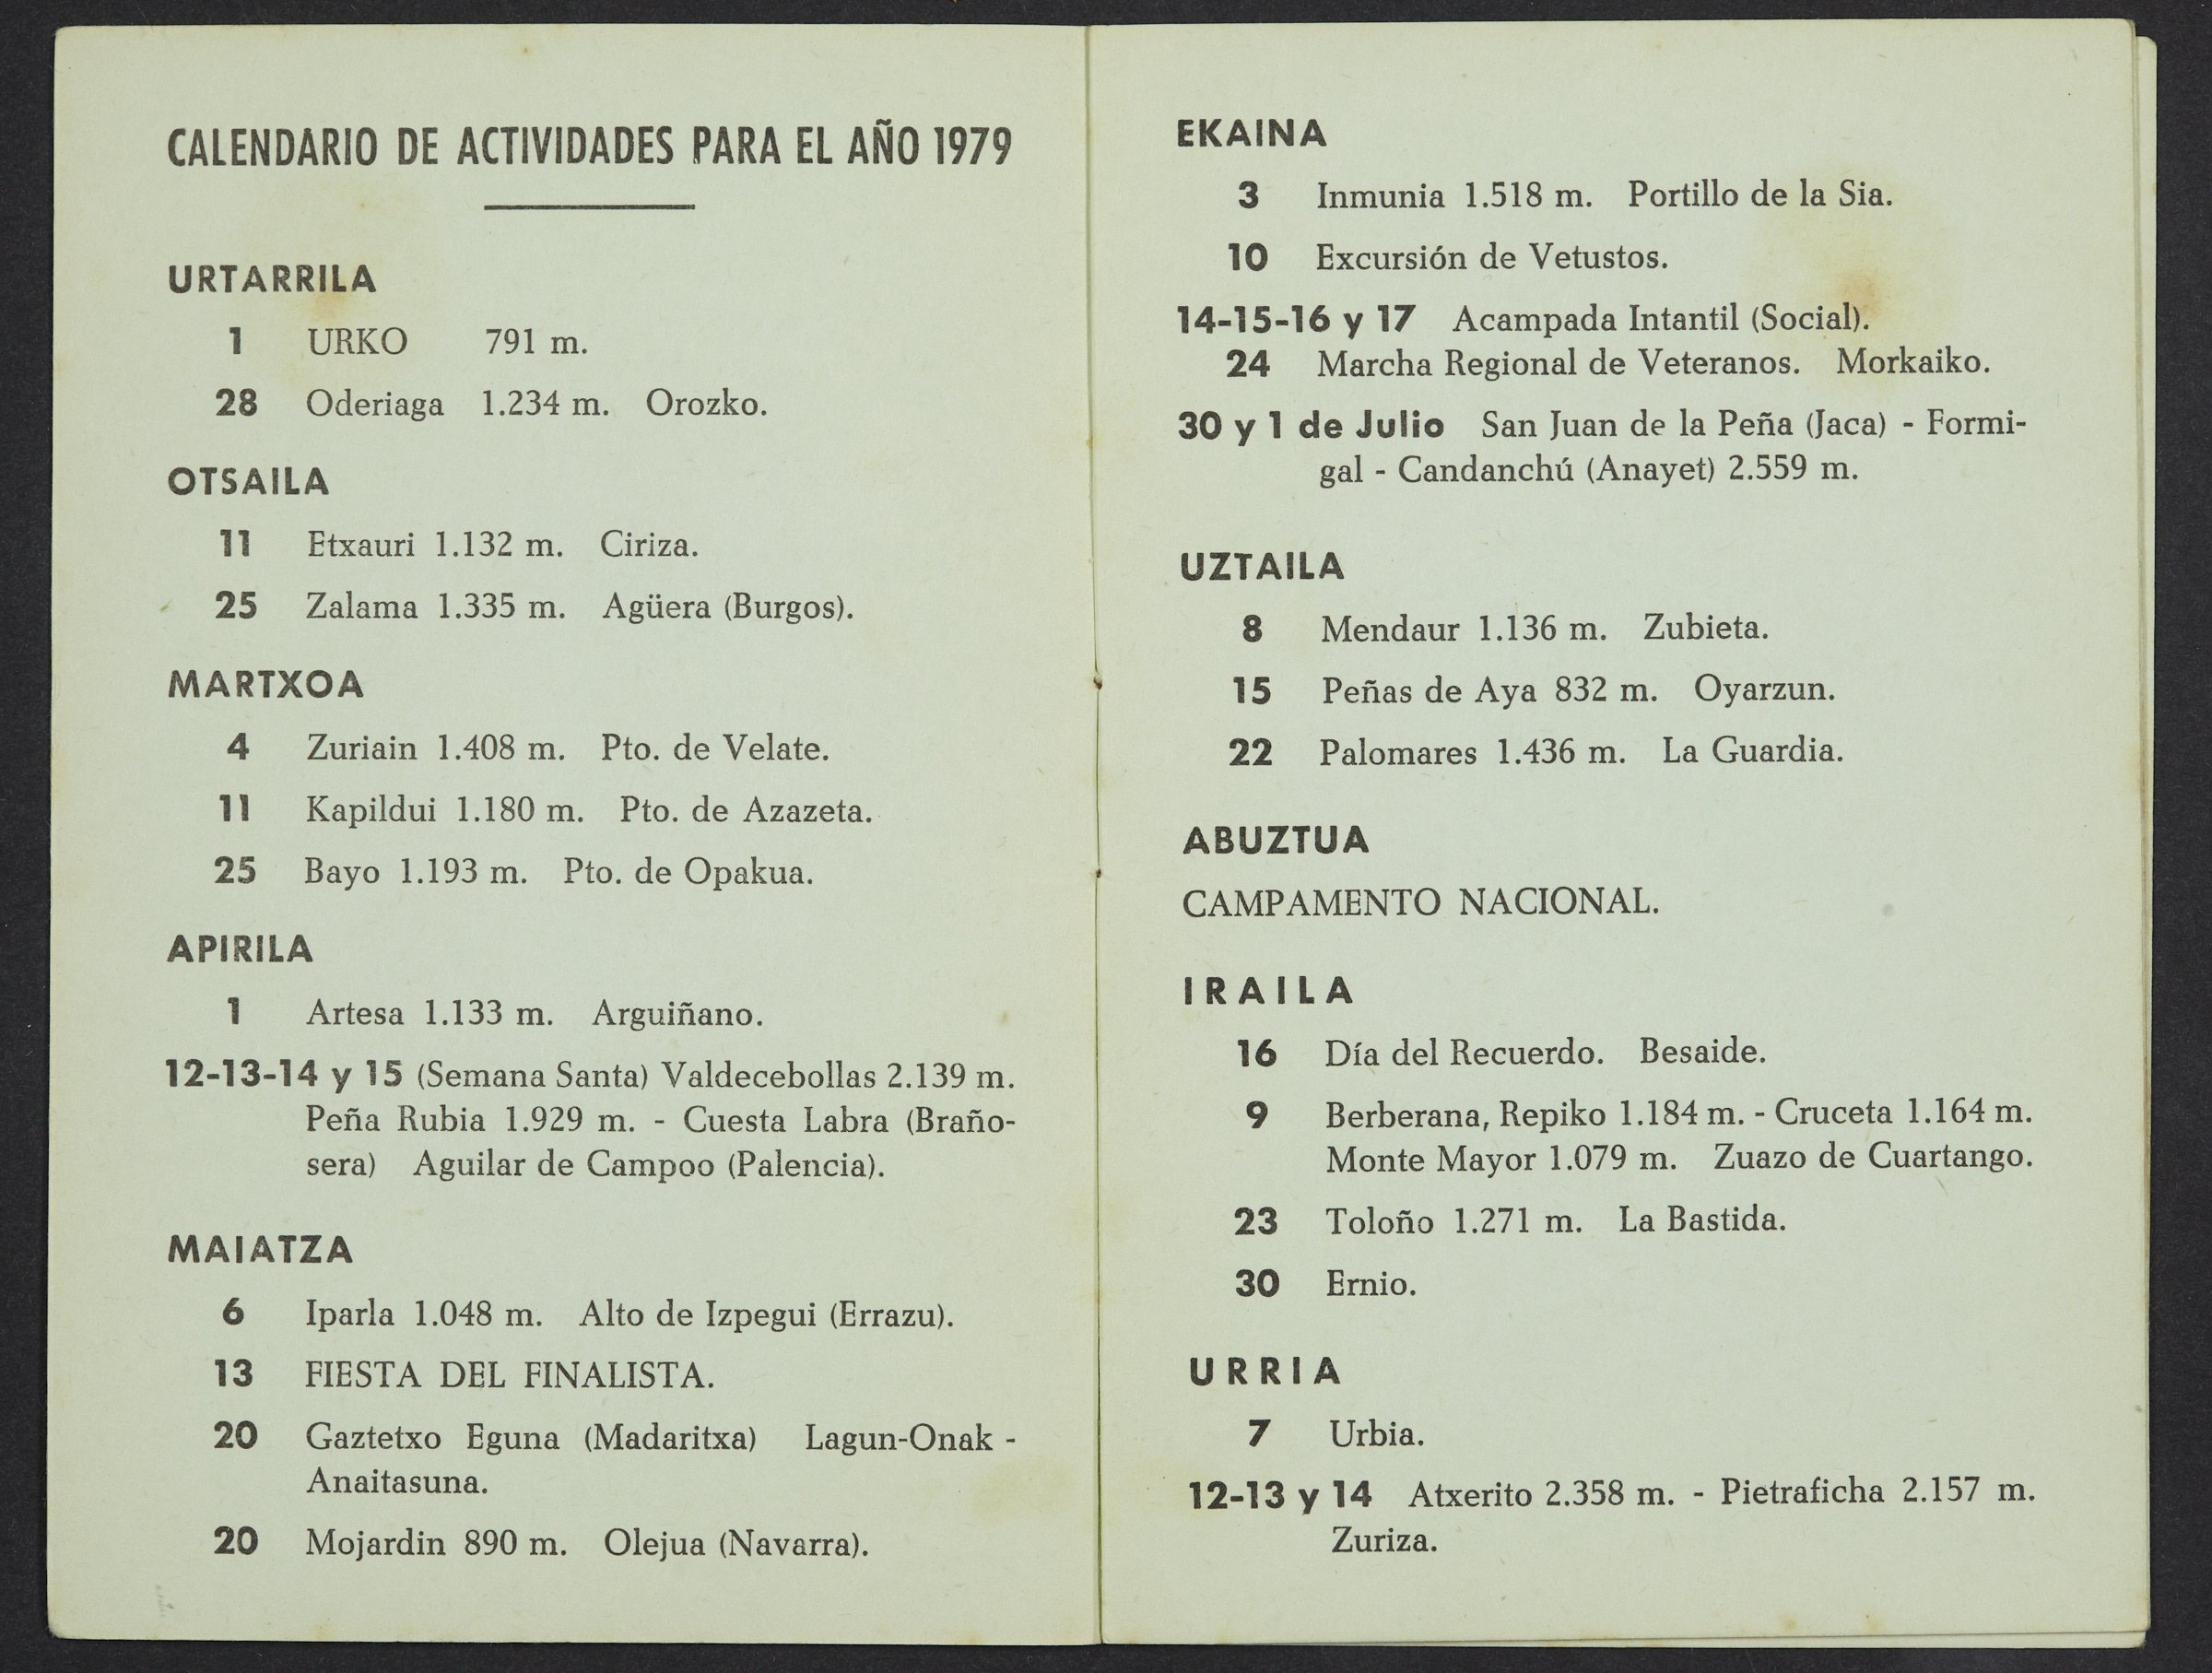 CALENDARIO DE ACTIVIDADES PARA EL AÑO 1979
URTARRILA
1 URKO 791 m.
28 Oderiaga 1.234 m. Orozko.
OTSAILA
11 Etxauri 1.132 m. Ciriza.
25 Zalama 1.335 m. Agüera (Burgos).
MARTXOA
4 Zuriain 1.408 m. Pto. de Velate.
11 Kapildui 1.180 m. Pto. de Azazeta.
25 Bayo 1.193 m. Pto. de Opakua.
APIRILA
1 Artesa 1.133 m. Arguiñano.
12-13-14 y 15 (Semana Santa) Valdecebollas 2.139 m.
Peña Rubia 1.929 m. - Cuesta Labra (Braño-
sera) Aguilar de Campoo (Palencia).
MAIATZA
6 Iparla 1.048 m. Alto de Izpegui (Errazu).
13 FIESTA DEL FINALISTA.
20 Gaztetxo Eguna (Madaritxa) Lagun-Onak -
Anaitasuna.
20 Mojardin 890 m. Olejua (Navarra).
EKAINA
3 Inmunia 1.518 m. Portillo de la Sia.
10 Excursión de Vetustos.
14-15-16 y 17 Acampada Intantil (Social).
24 Marcha Regional de Veteranos. Morkaiko.
30 y 1 de Julio San Juan de la Peña (Jaca) - Formi-
gal - Candanchú (Anayet) 2.559 m.
UZTAILA
8 Mendaur 1.136 m. Zubieta.
15 Peñas de Aya 832 m. Oyarzun.
22 Palomares 1.436 m. La Guardia.
ABUZTUA
CAMPAMENTO NACIONAL.
IRAILA
16 Día del Recuerdo. Besaide.
9 Berberana, Repiko 1.184 m. - Cruceta 1.164 m.
Monte Mayor 1.079 m. Zuazo de Cuartango.
23 Toloño 1.271 m. La Bastida.
30 Ernio.
URRIA
7 Urbia.
12-13 y 14 Atxerito 2.358 m. - Pietraficha 2.157 m.
Zuriza.